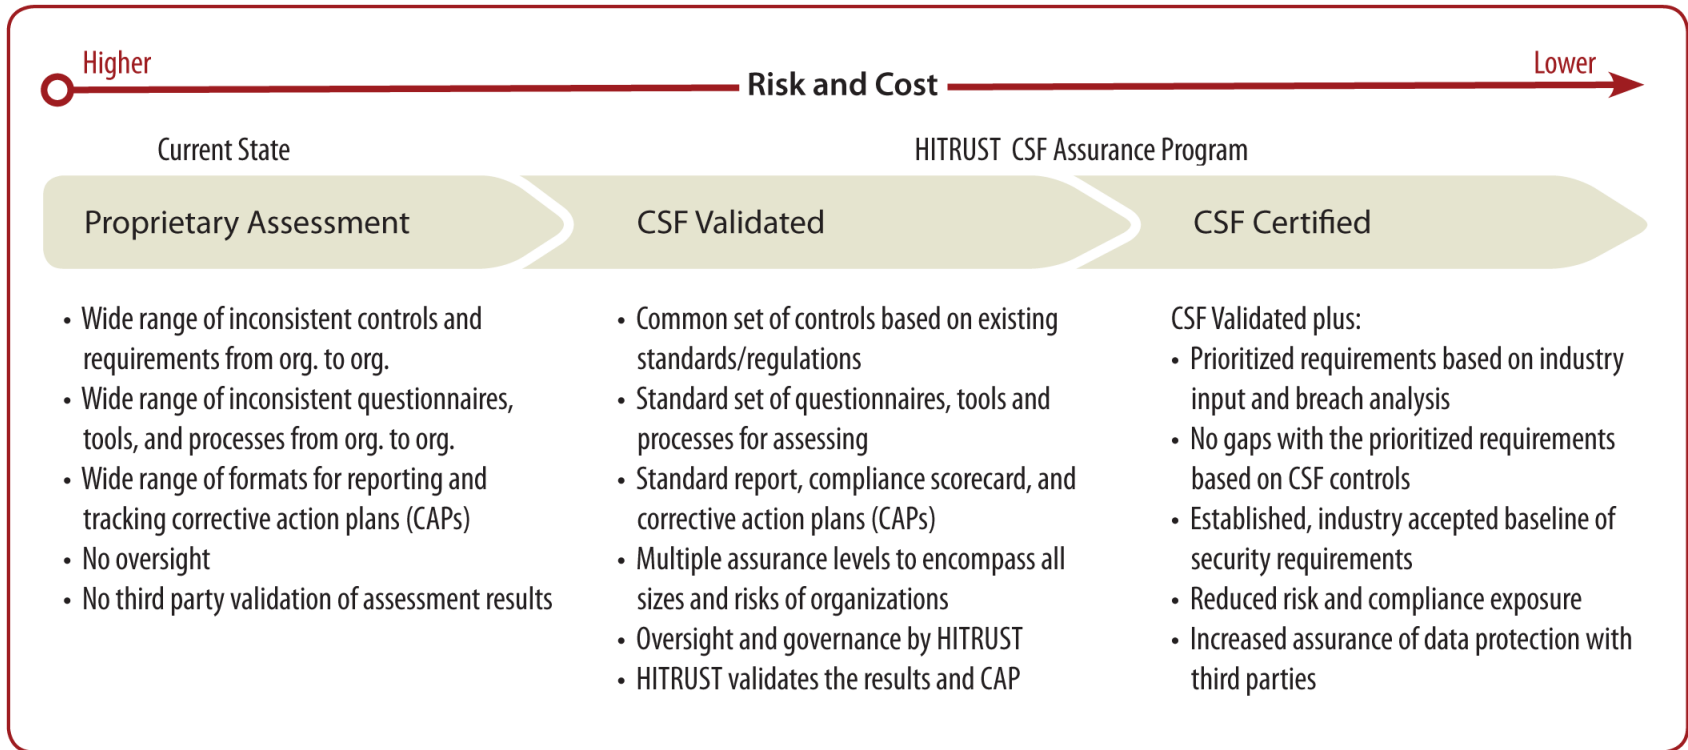 Higher
Lower
Risk and Cost
Current State
HITRUST CSF Assurance Program
Proprietary Assessment
CSF Validated
CSF Certified
• Wide range of inconsistent controls and
requirements from org. to org.
• Wide range of inconsistent questionnaires,
tools, and processes from org. to org.
• Wide range of formats for reporting and
tracking corrective action plans (CAPs)
• No oversight
• No third party validation of assessment results
• Common set of controls based on existing
standards/regulations
• Standard set of questionnaires, tools and
processes for assessing
• Standard report, compliance scorecard, and
corrective action plans (CAPs)
• Multiple assurance levels to encompass all
sizes and risks of organizations
• Oversight and governance by HITRUST
• HITRUST validates the results and CAP
CSF Validated plus:
• Prioritized requirements based on industry
input and breach analysis
• No gaps with the prioritized requirements
based on CSF controls
• Established, industry accepted baseline of
security requirements
• Reduced risk and compliance exposure
• Increased assurance of data protection with
third parties